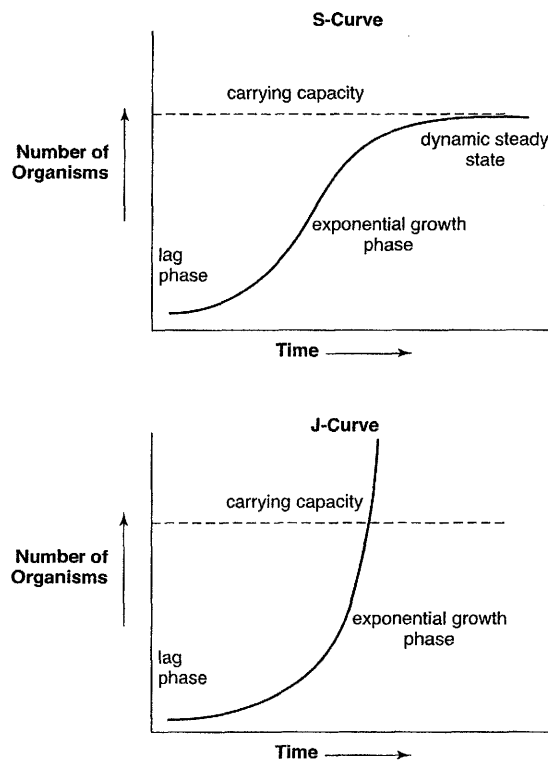 S-Curve
carrying capacity
Number of
Organisms
dynamic steady
state
exponential growth
phase
lag
phase
Time
J-Curve
carrying capacity
Number of
Organisms
exponential growth
phase
lag
phase
Time